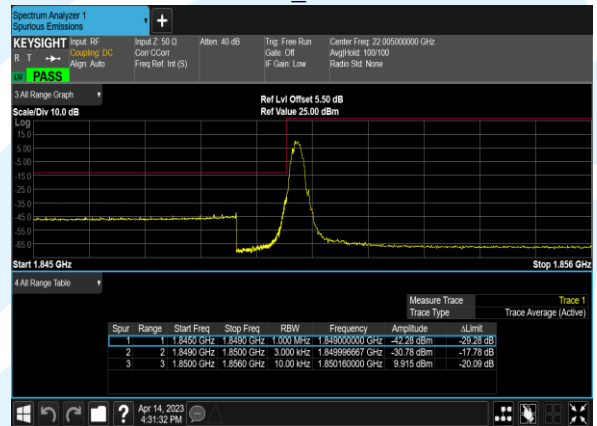 Spectrum Analyzer 1
Spurious Emissions
KEYSIGHT Input: RF Input Z: 50 Ω Atten: 40 dB Trig: Free Run Center Freq: 22.005000000 GHz
R T Coupling: DC Corr CCorr Gate: Off Avg|Hold: 100/100
Align: Auto Freq Ref: Int (S) IF Gain: Low Radio Std: None
PASS
3 All Range Graph
Ref Lvl Offset 5.50 dB
Scale/Div 10.0 dB Ref Value 25.00 dBm
Log
15.0
5.00
-5.00
-15.0
-25.0
-35.0
-45.0
-55.0
-65.0
Start 1.845 GHz Stop 1.856 GHz
4 All Range Table
Measure Trace Trace 1
Trace Type Trace Average (Active)
Spur Range Start Freq Stop Freq RBW Frequency Amplitude ΔLimit
1 1 1.8450 GHz 1.8490 GHz 1.000 MHz 1.849000000 GHz -42.28 dBm -29.28 dB
2 2 1.8490 GHz 1.8500 GHz 3.000 kHz 1.849996667 GHz -30.78 dBm -17.78 dB
3 3 1.8500 GHz 1.8560 GHz 10.00 kHz 1.850160000 GHz 9.915 dBm -20.09 dB
? Apr 14, 2023
4:31:32 PM